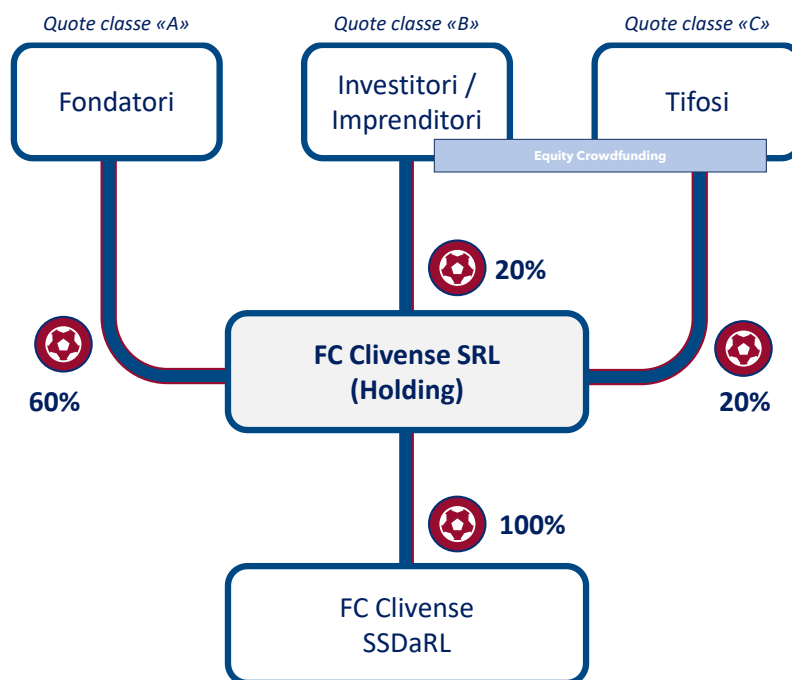 Quote classe «A»
Quote classe «B»
Quote classe «C»
Fondatori
Investitori /
Imprenditori
Tifosi
Equity Crowdfunding
20%
FC Clivense SRL
(Holding)
60%
20%
100%
FC Clivense
SSDaRL